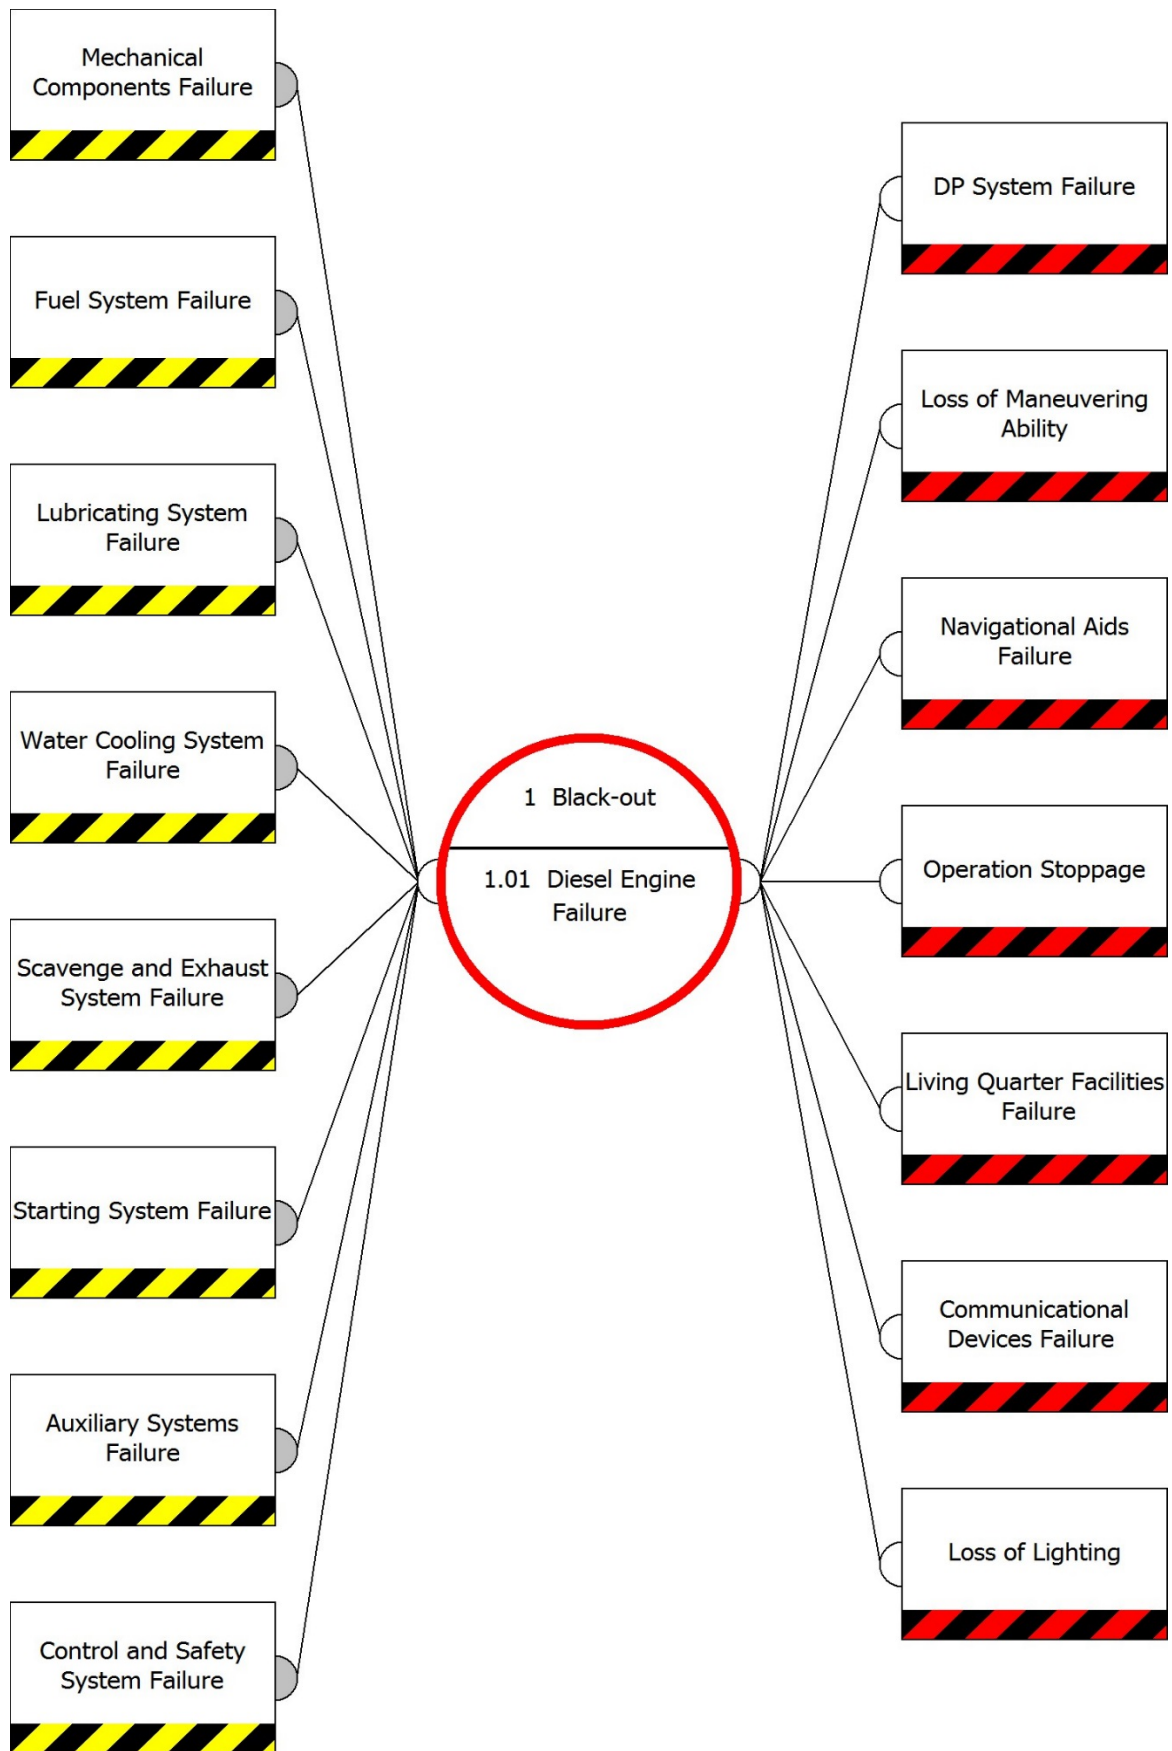 Mechanical
Components Failure
Fuel System Failure
Lubricating System
Failure
Water Cooling System
Failure
Scavenge and Exhaust
System Failure
Starting System Failure
Auxiliary Systems
Failure
Control and Safety
System Failure
1 Black-out
1.01 Diesel Engine
Failure
DP System Failure
Loss of Maneuvering
Ability
Navigational Aids
Failure
Operation Stoppage
Living Quarter Facilities
Failure
Communicational
Devices Failure
Loss of Lighting